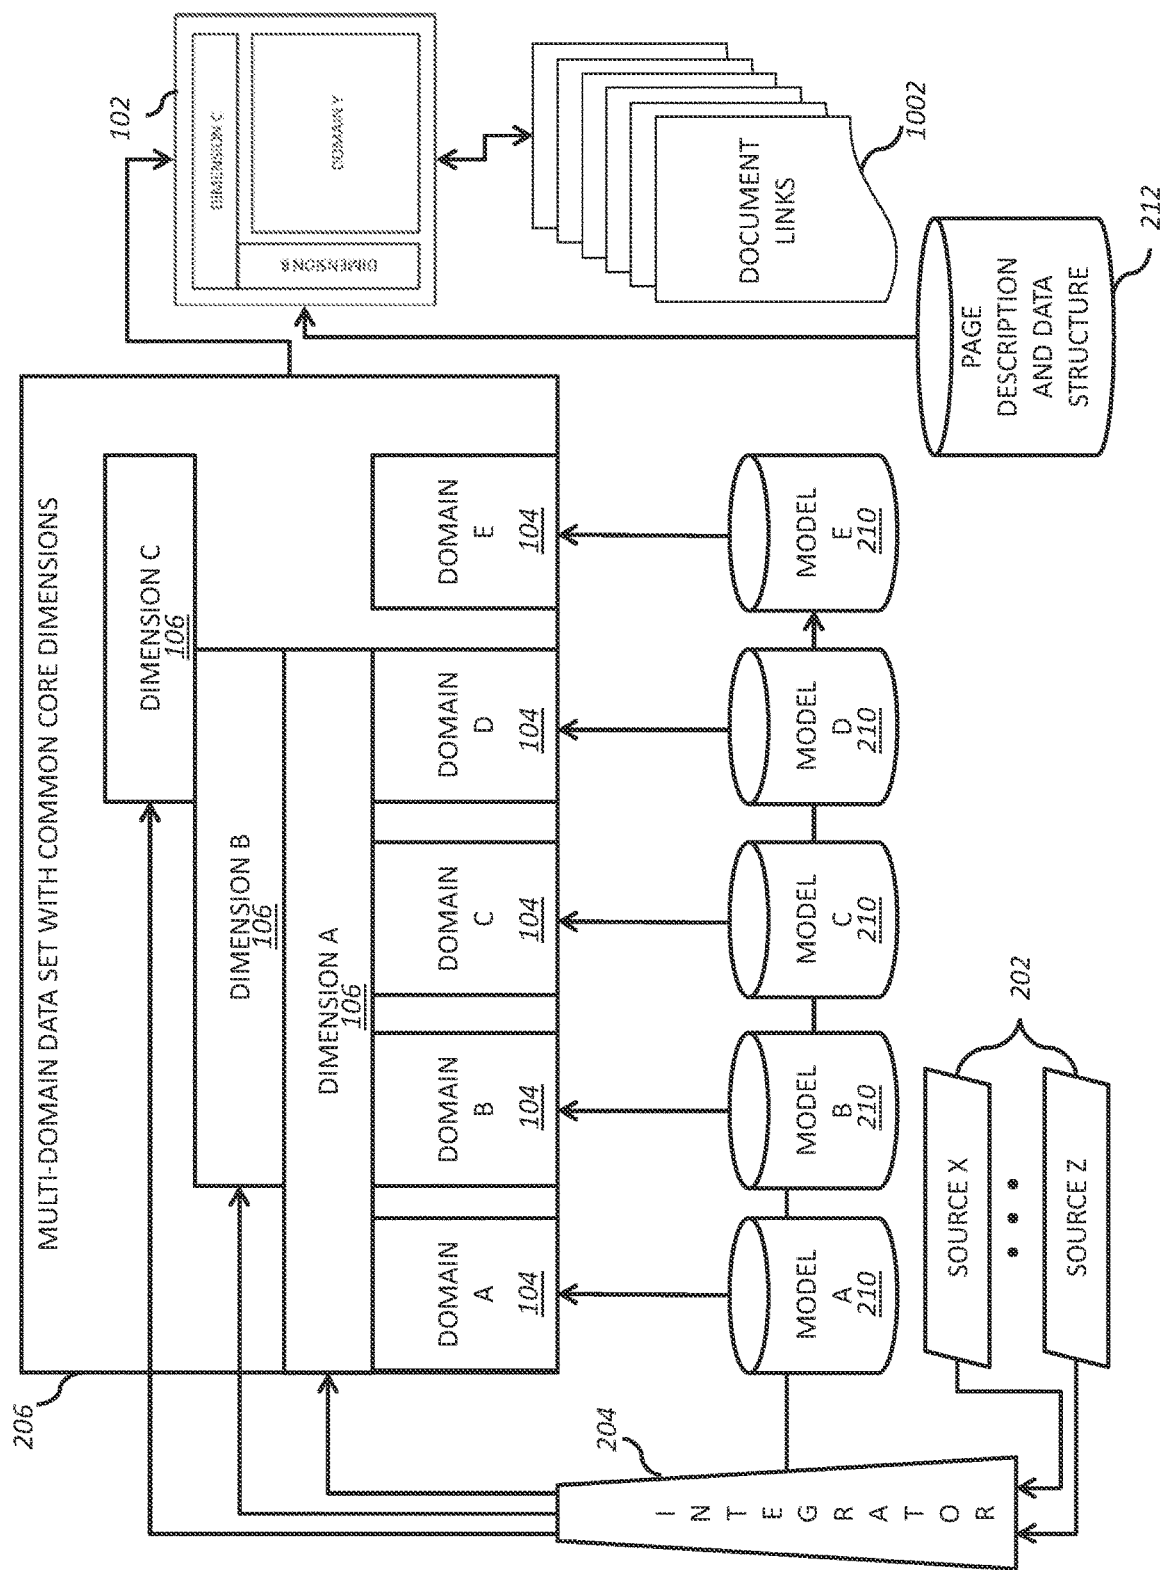 MULTI-DOMAIN DATA SET WITH COMMON CORE DIMENSIONS
206
DIMENSION C
106
DIMENSION B
106
DIMENSION A
106
DOMAIN
A
104
DOMAIN
B
104
DOMAIN
C
104
DOMAIN
D
104
DOMAIN
E
104
102
DIMENSION C
DIMENSION B
DOMAIN Y
DOCUMENT
LINKS
1002
204
INTEGRATOR
MODEL
A
210
MODEL
B
210
MODEL
C
210
MODEL
D
210
MODEL
E
210
PAGE
DESCRIPTION
AND DATA
STRUCTURE
212
SOURCE X
SOURCE Z
202